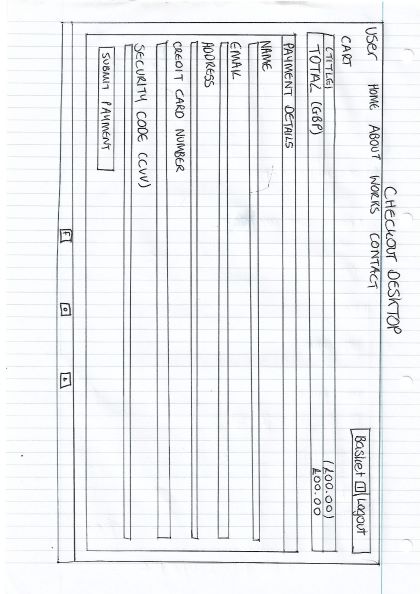 CHECKOUT DESKTOP
User HOME ABOUT WORKS CONTACT
Basket 1 Logout
CART
(TITLE) (£00.00)
TOTAL (GBP) £00.00
PAYMENT DETAILS
NAME
EMAIL
ADDRESS
CREDIT CARD NUMBER
SECURITY CODE (CVV)
SUBMIT PAYMENT